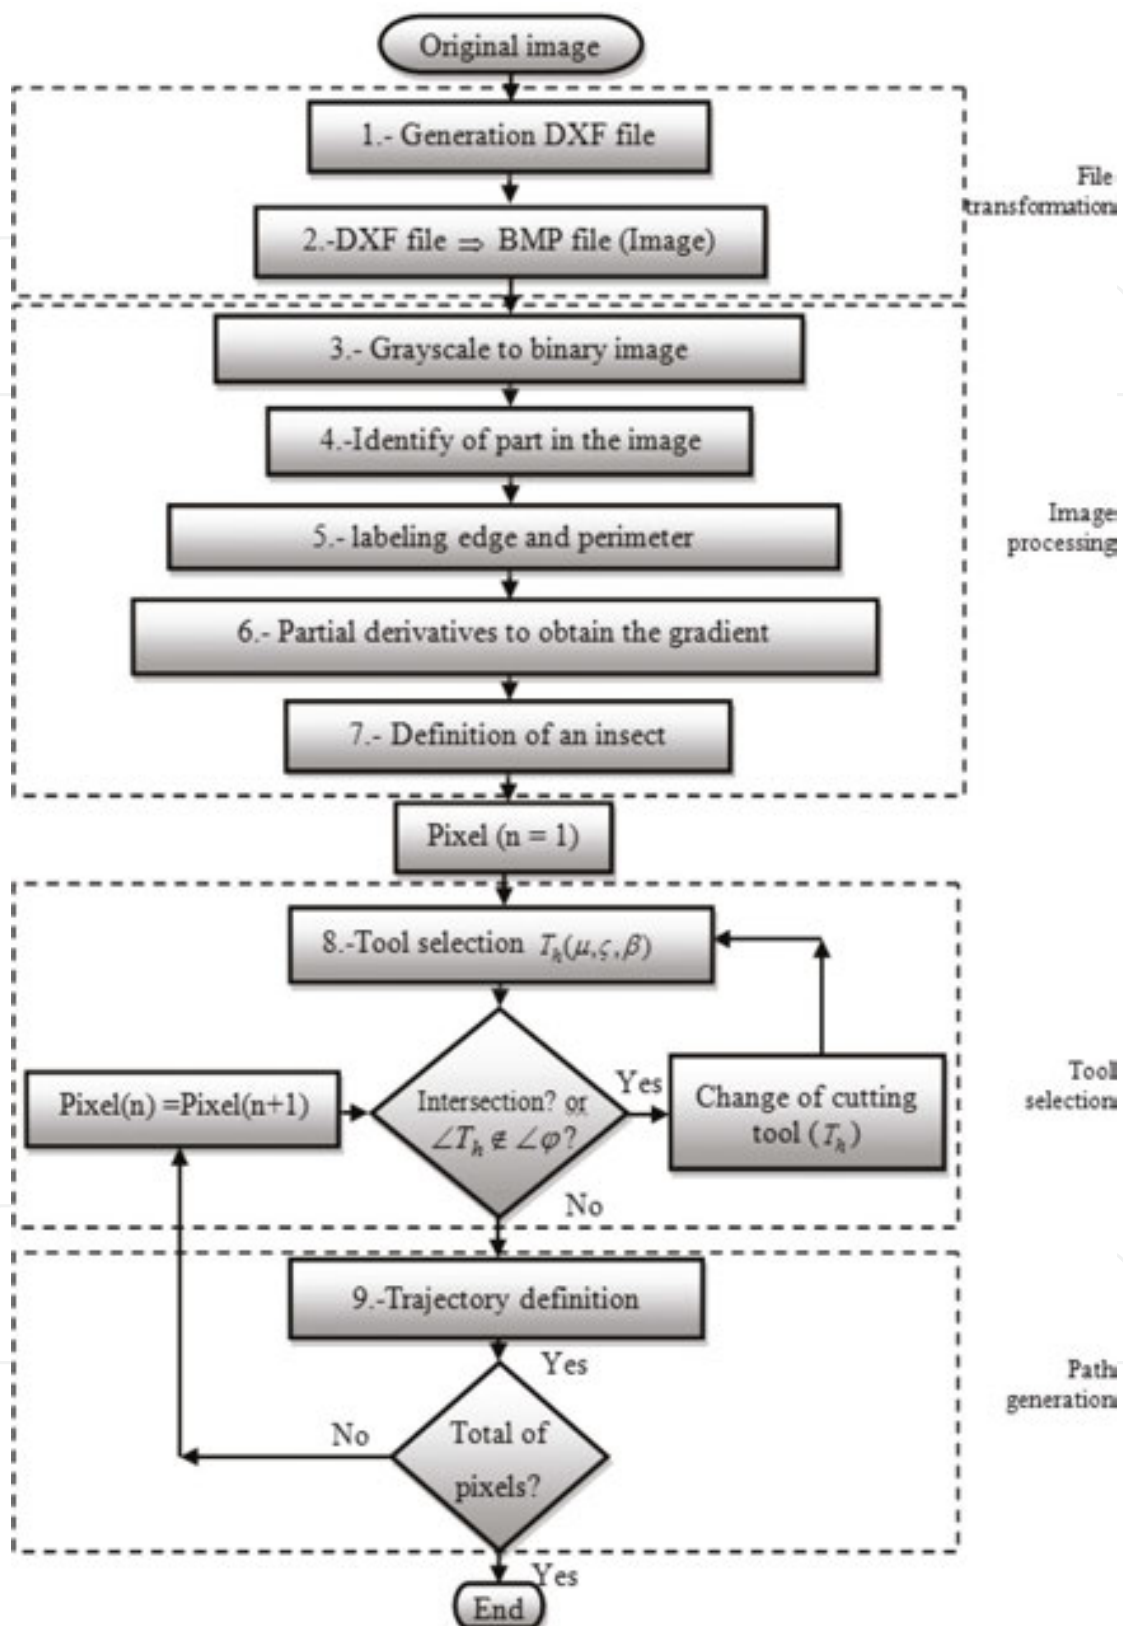 Original image
1.- Generation DXF file
File
transformation
2.-DXF file ⇒ BMP file (Image)
3.- Grayscale to binary image
4.-Identify of part in the image
5.- labeling edge and perimeter
Image
processing
6.- Partial derivatives to obtain the gradient
7.- Definition of an insect
Pixel (n = 1)
8.-Tool selection T_h(μ,ς,β)
Tool
selection
Pixel(n) =Pixel(n+1)
Intersection? or
∠T_h ∉ ∠φ?
Yes
Change of cutting
tool (T_h)
No
9.-Trajectory definition
Yes
Path
generation
No
Total of
pixels?
Yes
End